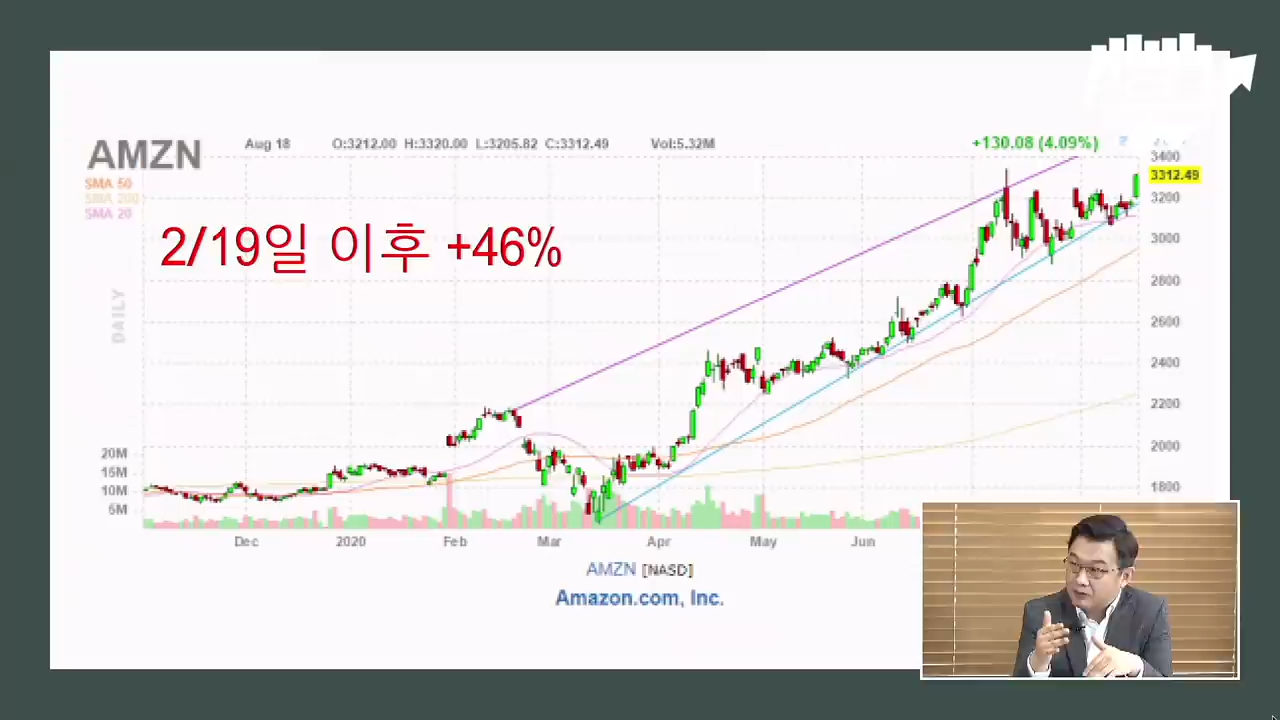 AMZN
Aug 18 O:3212.00 H:3320.00 L:3205.82 C:3312.49 Vol:5.32M +130.08 (4.09%)
SMA 50
SMA 200
SMA 20
2/19일 이후 +46%
DAILY
3400
3312.49
3200
3000
2800
2600
2400
2200
2000
1800
20M
15M
10M
5M
Dec 2020 Feb Mar Apr May Jun
AMZN [NASD]
Amazon.com, Inc.